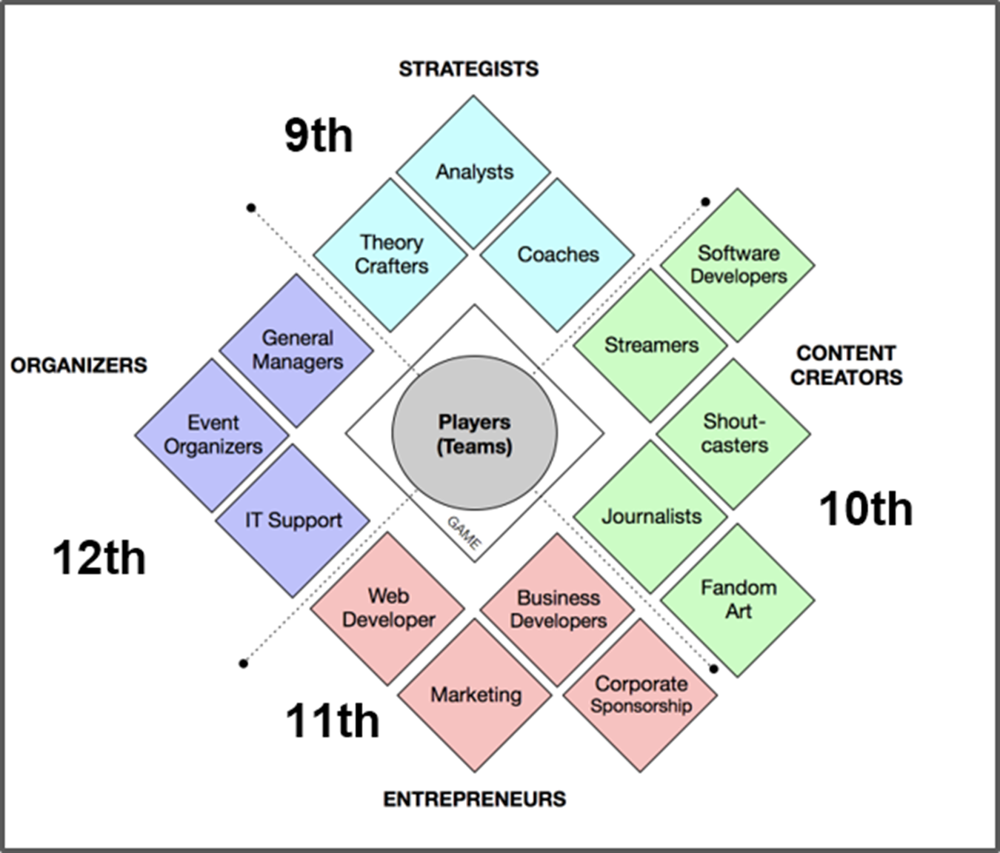 STRATEGISTS
9th
Analysts
Theory
Crafters
Coaches
Software
Developers
Streamers
CONTENT
CREATORS
General
Managers
ORGANIZERS
Event
Organizers
Players
(Teams)
Shout-
casters
IT Support
GAME
Journalists
10th
12th
Fandom
Art
Web
Developer
Business
Developers
Marketing
Corporate
Sponsorship
11th
ENTREPRENEURS